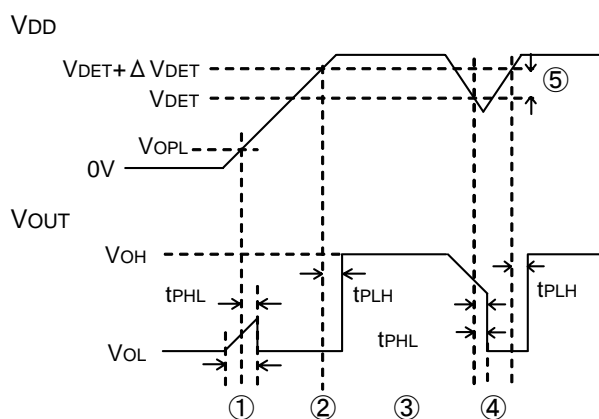 VDD
VDET+ΔVDET
⑤
VDET
VOPL
0V
VOUT
VOH
tPHL
tPLH
tPLH
tPHL
VOL
① ② ③ ④